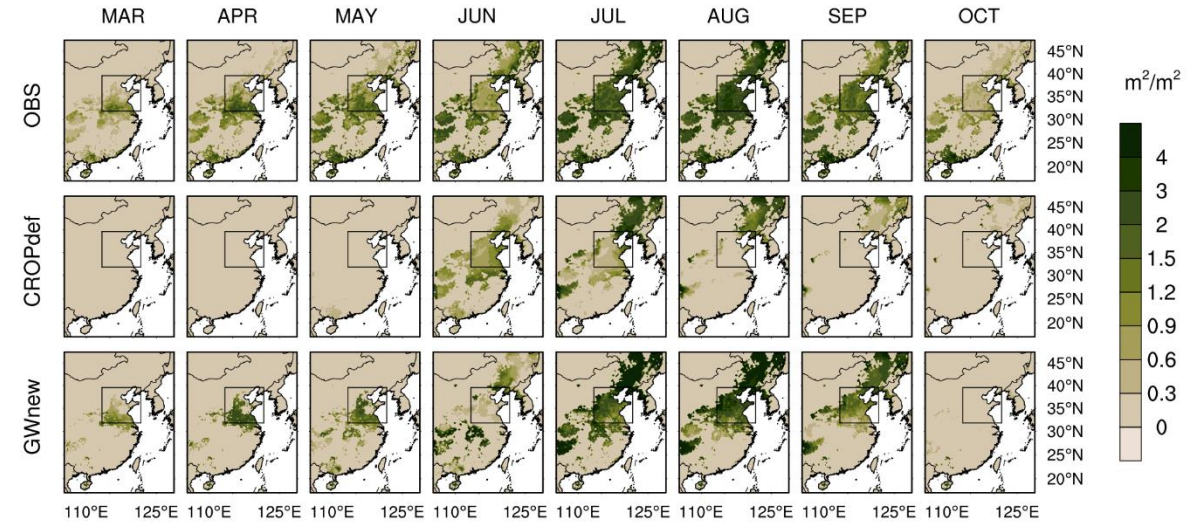 MAR APR MAY JUN JUL AUG SEP OCT
OBS
45°N
40°N
35°N
30°N
25°N
20°N
CROPdef
45°N
40°N
35°N
30°N
25°N
20°N
GWnew
45°N
40°N
35°N
30°N
25°N
20°N
110°E 125°E 110°E 125°E 110°E 125°E 110°E 125°E 110°E 125°E 110°E 125°E 110°E 125°E 110°E 125°E
m²/m²
4
3
2
1.5
1.2
0.9
0.6
0.3
0